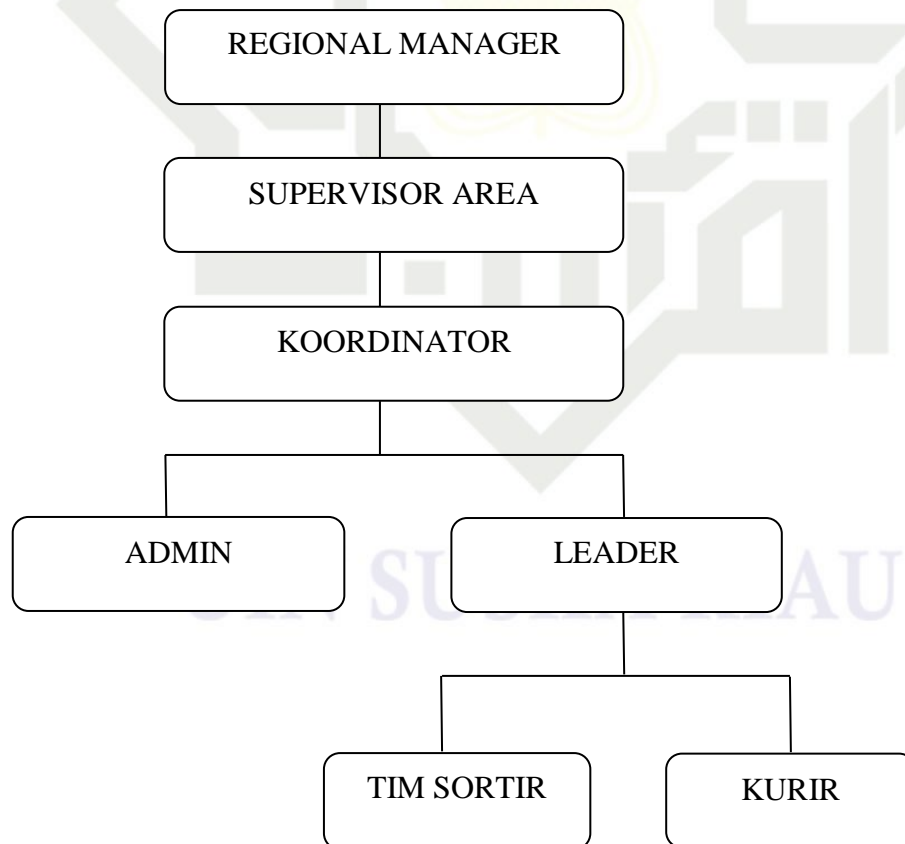 REGIONAL MANAGER
SUPERVISOR AREA
KOORDINATOR
ADMIN
LEADER
TIM SORTIR
KURIR